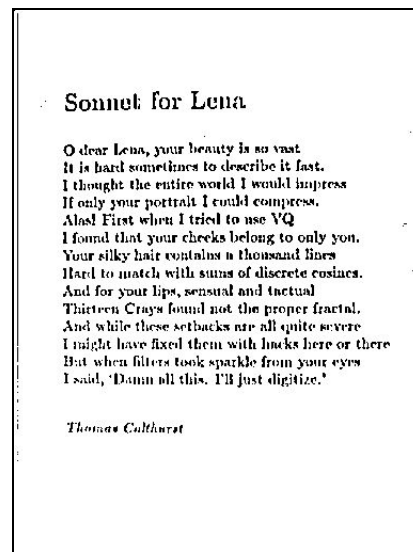 Sonnet for Lena
O dear Lena, your beauty is so vast
It is hard sometimes to describe it fast.
I thought the entire world I would impress
If only your portrait I could compress.
Alas! First when I tried to use VQ
I found that your cheeks belong to only you.
Your silky hair contains a thousand lines
Hard to match with sums of discrete cosines.
And for your lips, sensual and tactual
Thirteen Crays found not the proper fractal.
And while these setbacks are all quite severe
I might have fixed them with hacks here or there
But when filters took sparkle from your eyes
I said, 'Damn all this. I'll just digitize.'
Thomas Colthurst